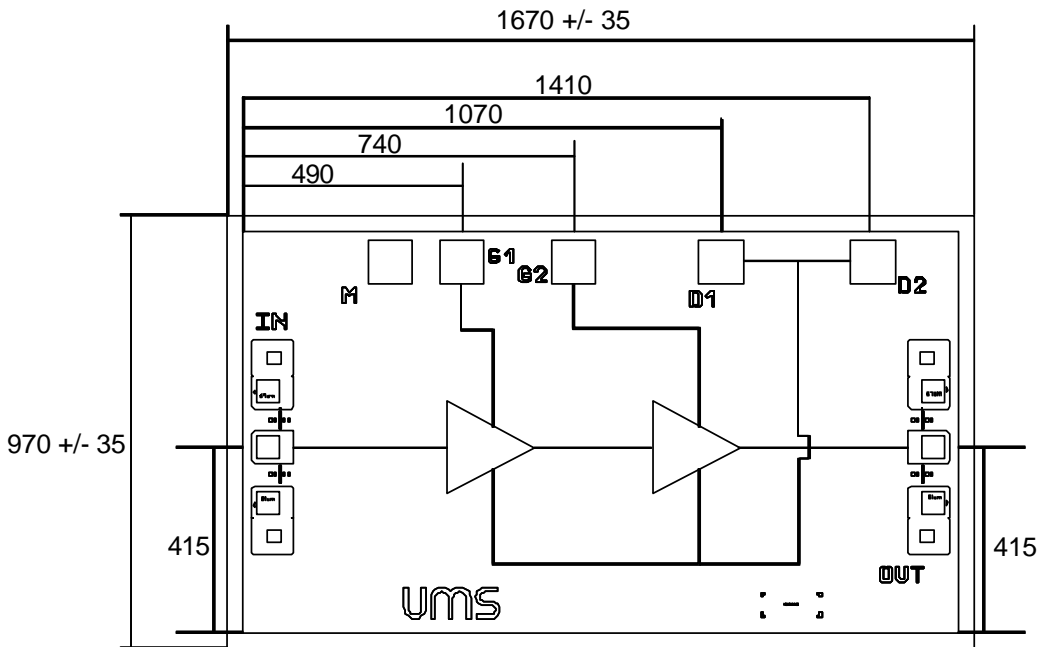 1670 +/- 35
1410
1070
740
490
G1
G2
M
D1
D2
IN
970 +/- 35
415
415
OUT
UMS